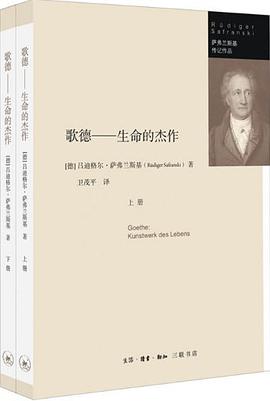 Rüdiger
Safranski
萨弗兰斯基
传记作品
歌德——生命的杰作
[德] 吕迪格尔·萨弗兰斯基（Rüdiger Safranski） 著
卫茂平 译
上册
Goethe:
Kunstwerk des Lebens
生活·读书·新知 三联书店
歌德——生命的杰作
[德] 吕迪格尔·萨弗兰斯基 著
上册
歌德——生命的杰作
[德] 吕迪格尔·萨弗兰斯基 著
下册